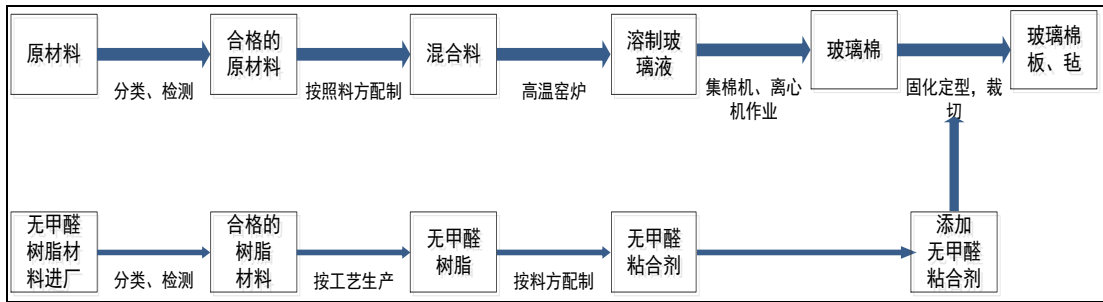 原材料
分类、检测
合格的
原材料
按照料方配制
混合料
高温窑炉
溶制玻
璃液
集棉机、离心
机作业
玻璃棉
固化定型，裁
切
玻璃棉
板、毡
无甲醛
树脂材
料进厂
分类、检测
合格的
树脂
材料
按工艺生产
无甲醛
树脂
按料方配制
无甲醛
粘合剂
添加
无甲醛
粘合剂